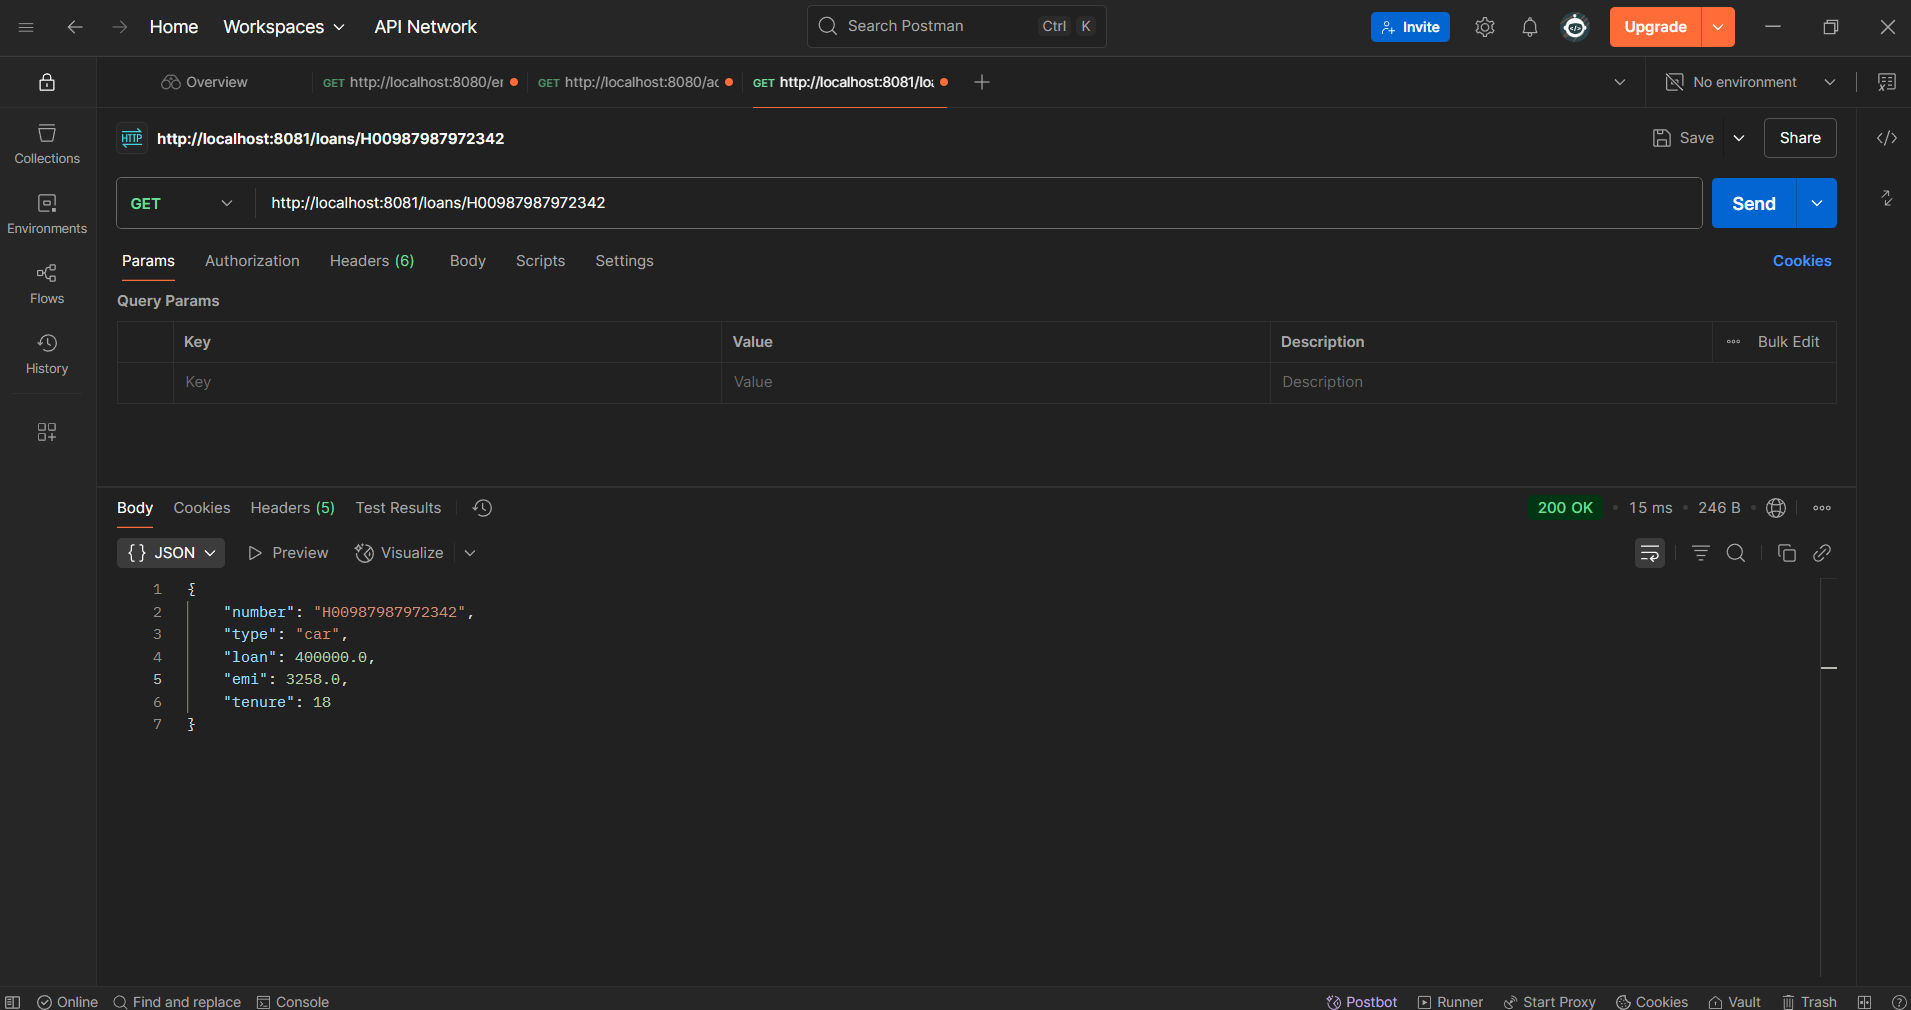 Home Workspaces API Network Search Postman Ctrl K Invite Upgrade
Overview GET http://localhost:8080/er GET http://localhost:8080/ac GET http://localhost:8081/loa No environment
HTTP http://localhost:8081/loans/H00987987972342 Save Share
Collections
GET http://localhost:8081/loans/H00987987972342 Send
Environments
Params Authorization Headers (6) Body Scripts Settings Cookies
Flows
Query Params
Key Value Description Bulk Edit
History
Key Value Description
Body Cookies Headers (5) Test Results 200 OK 15 ms 246 B
{} JSON Preview Visualize
1 {
2 "number": "H00987987972342",
3 "type": "car",
4 "loan": 400000.0,
5 "emi": 3258.0,
6 "tenure": 18
7 }
Online Find and replace Console Postbot Runner Start Proxy Cookies Vault Trash